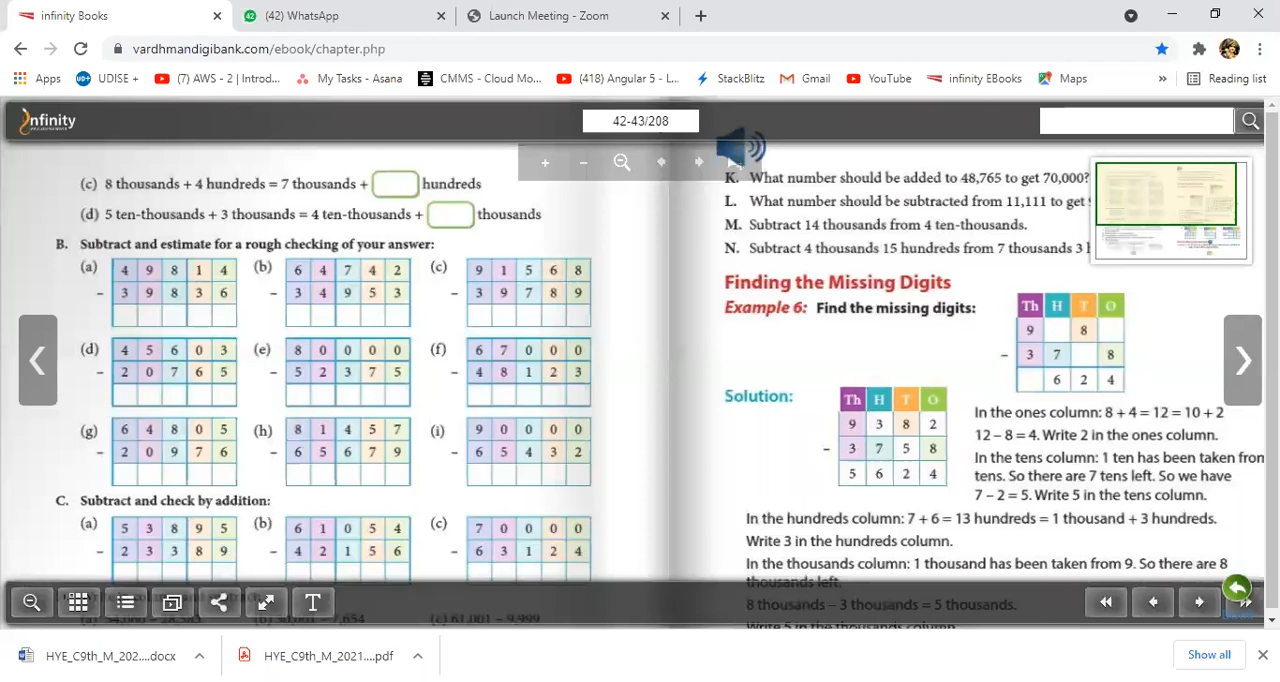 infinity Books
(42) WhatsApp
Launch Meeting - Zoom
vardhmandigibank.com/ebook/chapter.php
Apps
UDISE +
(7) AWS - 2 | Introd...
My Tasks - Asana
CMMS - Cloud Mo...
(418) Angular 5 - L...
StackBlitz
Gmail
YouTube
infinity EBooks
Maps
»
Reading list
infinity
42-43/208
(c) 8 thousands + 4 hundreds = 7 thousands + hundreds
(d) 5 ten-thousands + 3 thousands = 4 ten-thousands + thousands
B. Subtract and estimate for a rough checking of your answer:
(a) 4 9 8 1 4
- 3 9 8 3 6
(b) 6 4 7 4 2
- 3 4 9 5 3
(c) 9 1 5 6 8
- 3 9 7 8 9
(d) 4 5 6 0 3
- 2 0 7 6 5
(e) 8 0 0 0 0
- 5 2 3 7 5
(f) 6 7 0 0 0
- 4 8 1 2 3
(g) 6 4 8 0 5
- 2 0 9 7 6
(h) 8 1 4 5 7
- 6 5 6 7 9
(i) 9 0 0 0 0
- 6 5 4 3 2
C. Subtract and check by addition:
(a) 5 3 8 9 5
- 2 3 3 8 9
(b) 6 1 0 5 4
- 4 2 1 5 6
(c) 7 0 0 0 0
- 6 3 1 2 4
(c) 61,001 - 9,999
K. What number should be added to 48,765 to get 70,000?
L. What number should be subtracted from 11,111 to get
M. Subtract 14 thousands from 4 ten-thousands.
N. Subtract 4 thousands 15 hundreds from 7 thousands 3
Finding the Missing Digits
Example 6: Find the missing digits:
Th H T O
9 8
- 3 7 8
6 2 4
Solution:
Th H T O
9 3 8 2
- 3 7 5 8
5 6 2 4
In the ones column: 8 + 4 = 12 = 10 + 2
12 – 8 = 4. Write 2 in the ones column.
In the tens column: 1 ten has been taken from
tens. So there are 7 tens left. So we have
7 – 2 = 5. Write 5 in the tens column.
In the hundreds column: 7 + 6 = 13 hundreds = 1 thousand + 3 hundreds.
Write 3 in the hundreds column.
In the thousands column: 1 thousand has been taken from 9. So there are 8
thousands left.
8 thousands – 3 thousands = 5 thousands.
Write 5 in the thousands column.
T
HYE_C9th_M_202....docx
HYE_C9th_M_2021....pdf
Show all